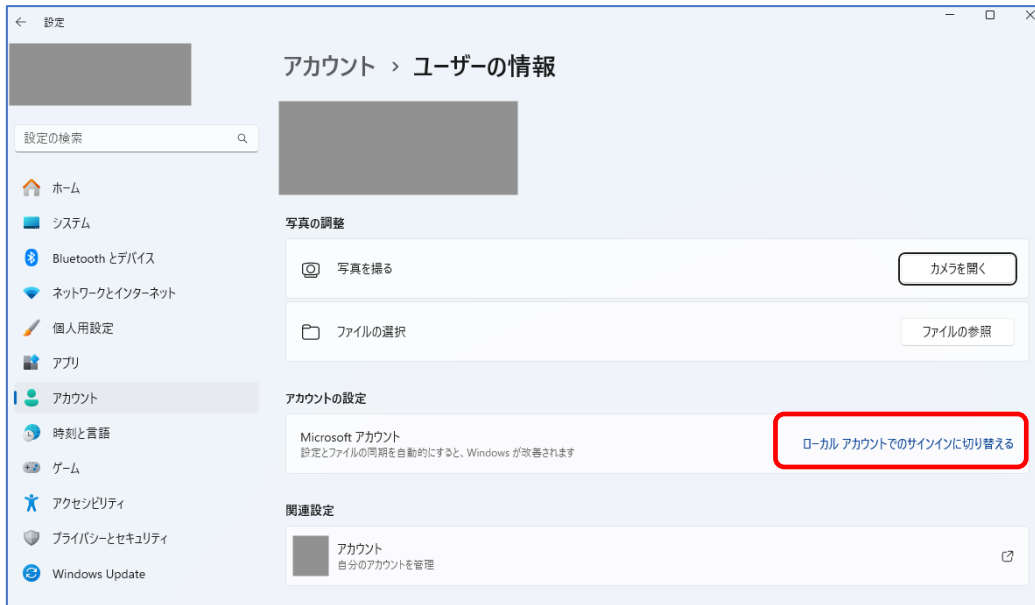 設定
アカウント › ユーザーの情報
設定の検索
ホーム
システム
Bluetooth とデバイス
ネットワークとインターネット
個人用設定
アプリ
アカウント
時刻と言語
ゲーム
アクセシビリティ
プライバシーとセキュリティ
Windows Update
写真の調整
写真を撮る
カメラを開く
ファイルの選択
ファイルの参照
アカウントの設定
Microsoft アカウント
設定とファイルの同期を自動的にすると、Windows が改善されます
ローカル アカウントでのサインインに切り替える
関連設定
アカウント
自分のアカウントを管理